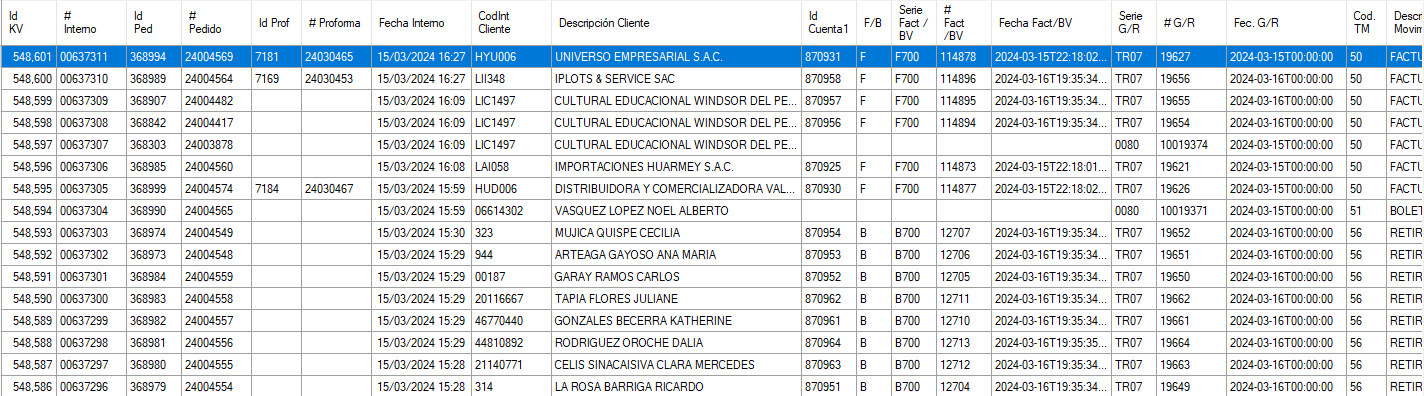 Id KV # Interno Id Ped # Pedido Id Prof # Proforma Fecha Interno CodInt Cliente Descripción Cliente Id Cuenta1 F/B Serie Fact / BV # Fact /BV Fecha Fact/BV Serie G/R # G/R Fec. G/R Cod. TM Descr Movim
548,601 00637311 368994 24004569 7181 24030465 15/03/2024 16:27 HYU006 UNIVERSO EMPRESARIAL S.A.C. 870931 F F700 114878 2024-03-15T22:18:02... TR07 19627 2024-03-15T00:00:00 50 FACTU
548,600 00637310 368989 24004564 7169 24030453 15/03/2024 16:27 LII348 IPLOTS & SERVICE SAC 870958 F F700 114896 2024-03-16T19:35:34... TR07 19656 2024-03-16T00:00:00 50 FACTU
548,599 00637309 368907 24004482 15/03/2024 16:09 LIC1497 CULTURAL EDUCACIONAL WINDSOR DEL PE... 870957 F F700 114895 2024-03-16T19:35:34... TR07 19655 2024-03-16T00:00:00 50 FACTU
548,598 00637308 368842 24004417 15/03/2024 16:09 LIC1497 CULTURAL EDUCACIONAL WINDSOR DEL PE... 870956 F F700 114894 2024-03-16T19:35:34... TR07 19654 2024-03-16T00:00:00 50 FACTU
548,597 00637307 368303 24003878 15/03/2024 16:09 LIC1497 CULTURAL EDUCACIONAL WINDSOR DEL PE... 0080 10019374 2024-03-15T00:00:00 50 FACTU
548,596 00637306 368985 24004560 15/03/2024 16:08 LAI058 IMPORTACIONES HUARMEY S.A.C. 870925 F F700 114873 2024-03-15T22:18:01... TR07 19621 2024-03-15T00:00:00 50 FACTU
548,595 00637305 368999 24004574 7184 24030467 15/03/2024 15:59 HUD006 DISTRIBUIDORA Y COMERCIALIZADORA VAL... 870930 F F700 114877 2024-03-15T22:18:02... TR07 19626 2024-03-15T00:00:00 50 FACTU
548,594 00637304 368990 24004565 15/03/2024 15:59 06614302 VASQUEZ LOPEZ NOEL ALBERTO 0080 10019371 2024-03-15T00:00:00 51 BOLET
548,593 00637303 368974 24004549 15/03/2024 15:30 323 MUJICA QUISPE CECILIA 870954 B B700 12707 2024-03-16T19:35:34... TR07 19652 2024-03-16T00:00:00 56 RETIR
548,592 00637302 368973 24004548 15/03/2024 15:29 944 ARTEAGA GAYOSO ANA MARIA 870953 B B700 12706 2024-03-16T19:35:34... TR07 19651 2024-03-16T00:00:00 56 RETIR
548,591 00637301 368984 24004559 15/03/2024 15:29 00187 GARAY RAMOS CARLOS 870952 B B700 12705 2024-03-16T19:35:34... TR07 19650 2024-03-16T00:00:00 56 RETIR
548,590 00637300 368983 24004558 15/03/2024 15:29 20116667 TAPIA FLORES JULIANE 870962 B B700 12711 2024-03-16T19:35:34... TR07 19662 2024-03-16T00:00:00 56 RETIR
548,589 00637299 368982 24004557 15/03/2024 15:29 46770440 GONZALES BECERRA KATHERINE 870961 B B700 12710 2024-03-16T19:35:34... TR07 19661 2024-03-16T00:00:00 56 RETIR
548,588 00637298 368981 24004556 15/03/2024 15:29 44810892 RODRIGUEZ OROCHE DALIA 870964 B B700 12713 2024-03-16T19:35:35... TR07 19664 2024-03-16T00:00:00 56 RETIR
548,587 00637297 368980 24004555 15/03/2024 15:28 21140771 CELIS SINACAISIVA CLARA MERCEDES 870963 B B700 12712 2024-03-16T19:35:34... TR07 19663 2024-03-16T00:00:00 56 RETIR
548,586 00637296 368979 24004554 15/03/2024 15:28 314 LA ROSA BARRIGA RICARDO 870951 B B700 12704 2024-03-16T19:35:34... TR07 19649 2024-03-16T00:00:00 56 RETIR